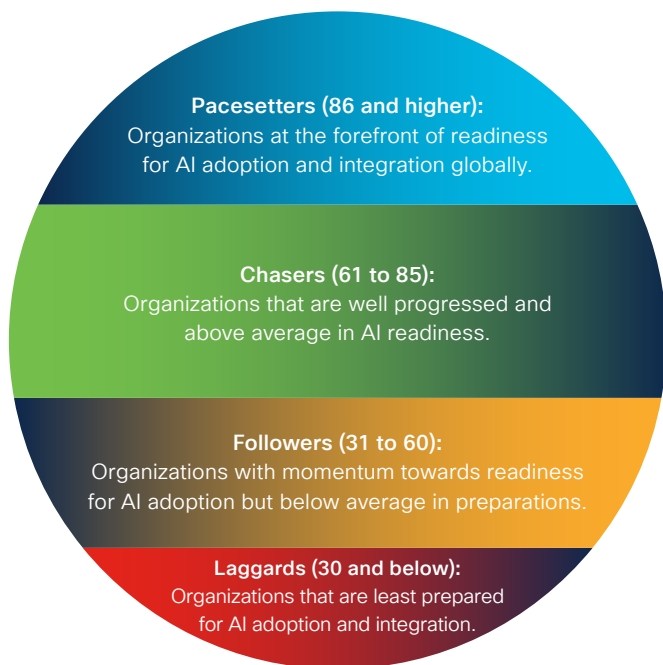 Pacesetters (86 and higher):
Organizations at the forefront of readiness
for AI adoption and integration globally.
Chasers (61 to 85):
Organizations that are well progressed and
above average in AI readiness.
Followers (31 to 60):
Organizations with momentum towards readiness
for AI adoption but below average in preparations.
Laggards (30 and below):
Organizations that are least prepared
for AI adoption and integration.